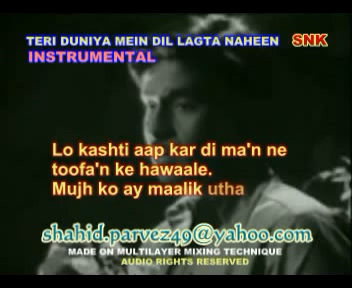 TERI DUNIYA MEIN DIL LAGTA NAHEEN SNK
INSTRUMENTAL
Lo kashti aap kar di ma'n ne
toofa'n ke hawaale.
Mujh ko ay maalik utha
shahid.parvez49@yahoo.com
MADE ON MULTILAYER MIXING TECHNIQUE
AUDIO RIGHTS RESERVED